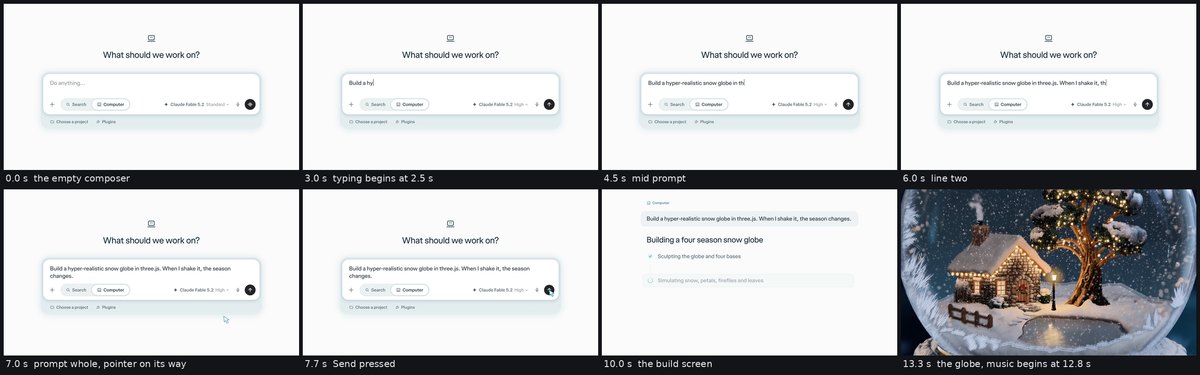 What should we work on?
Do anything...
Search
Computer
Claude Fable 5.2 Standard
Choose a project
Plugins
0.0 s the empty composer
What should we work on?
Build a hy
Search
Computer
Claude Fable 5.2 High
Choose a project
Plugins
3.0 s typing begins at 2.5 s
What should we work on?
Build a hyper-realistic snow globe in th
Search
Computer
Claude Fable 5.2 High
Choose a project
Plugins
4.5 s mid prompt
What should we work on?
Build a hyper-realistic snow globe in three.js. When I shake it, th
Search
Computer
Claude Fable 5.2 High
Choose a project
Plugins
6.0 s line two
What should we work on?
Build a hyper-realistic snow globe in three.js. When I shake it, the season
changes.
Search
Computer
Claude Fable 5.2 High
Choose a project
Plugins
7.0 s prompt whole, pointer on its way
What should we work on?
Build a hyper-realistic snow globe in three.js. When I shake it, the season
changes.
Search
Computer
Claude Fable 5.2 High
Choose a project
Plugins
7.7 s Send pressed
Computer
Build a hyper-realistic snow globe in three.js. When I shake it, the season changes.
Building a four season snow globe
Sculpting the globe and four bases
Simulating snow, petals, fireflies and leaves
10.0 s the build screen
13.3 s the globe, music begins at 12.8 s